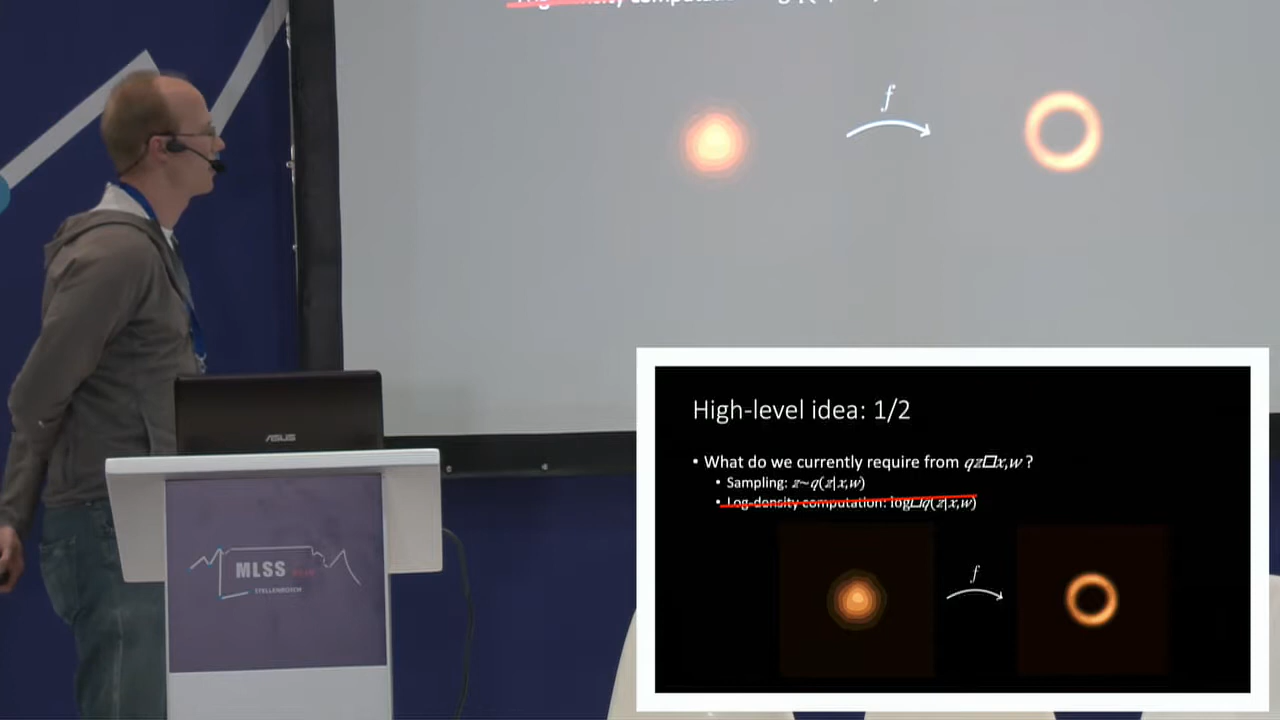 f
ASUS
MLSS
STELLENBOSCH
High-level idea: 1/2
• What do we currently require from qz□x,w ?
• Sampling: z~q(z|x,w)
• Log-density computation: log□q(z|x,w)
f